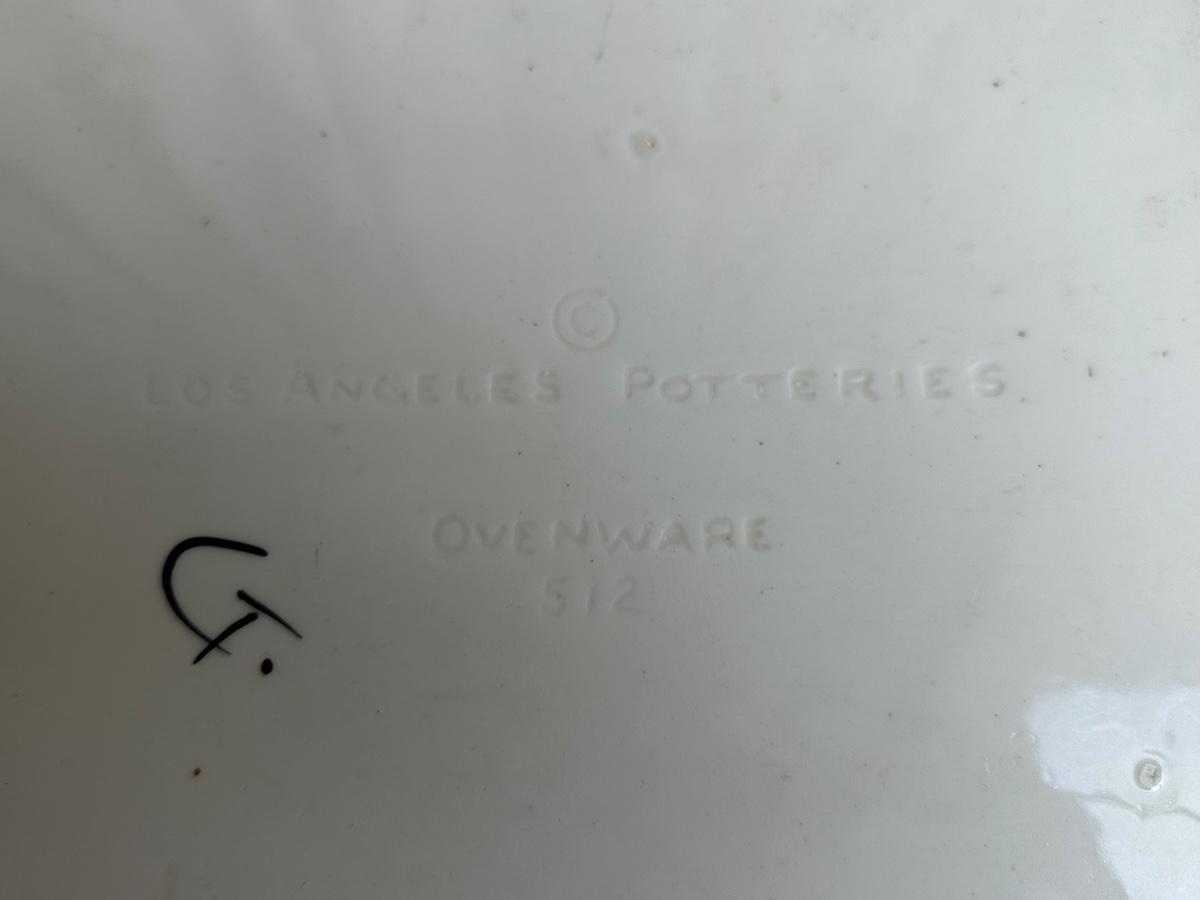 ©
LOS ANGELES POTTERIES
OVENWARE
512